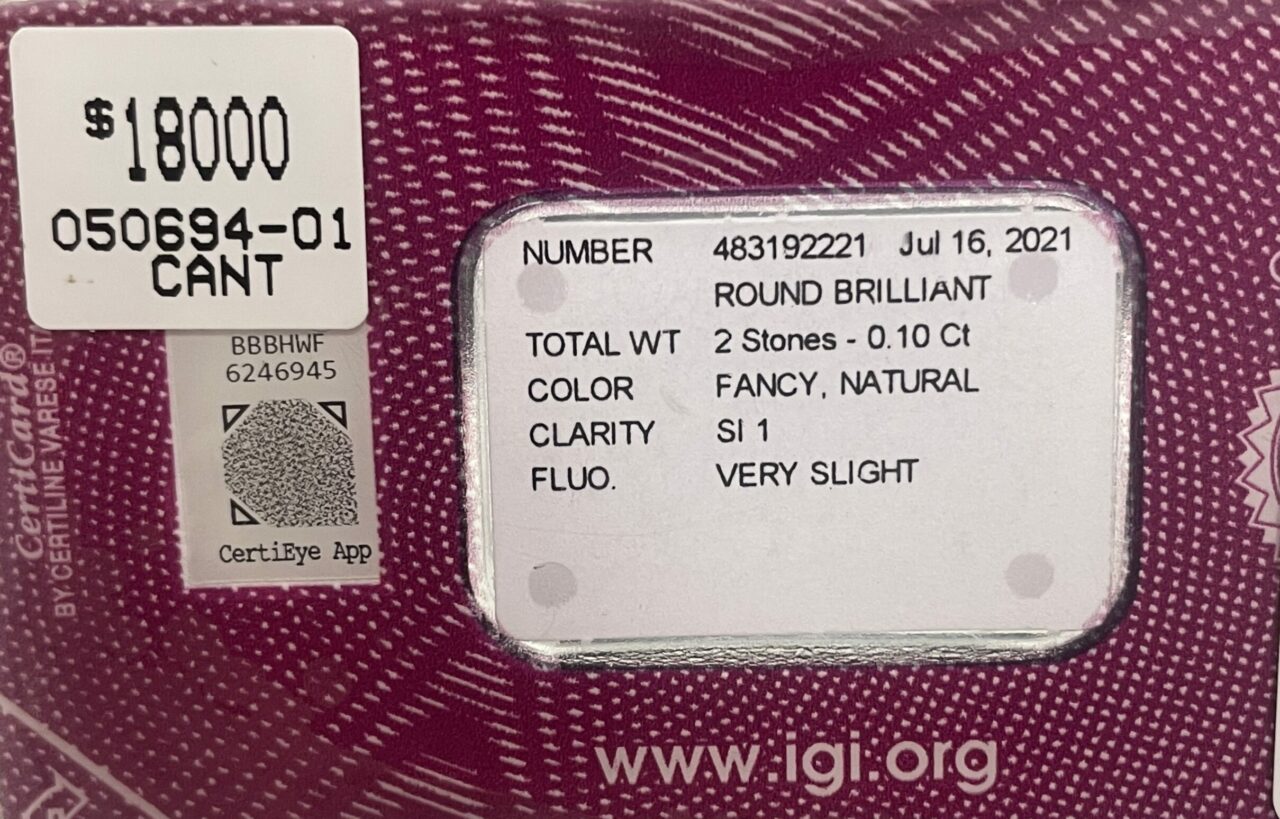 $18000
050694-01
CANT
BBBHWF
6246945
CertiEye App
CertiCard®
BY CERTILINE VARESE IT
NUMBER 483192221 Jul 16, 2021
ROUND BRILLIANT
TOTAL WT 2 Stones - 0.10 Ct
COLOR FANCY, NATURAL
CLARITY SI 1
FLUO. VERY SLIGHT
www.igi.org